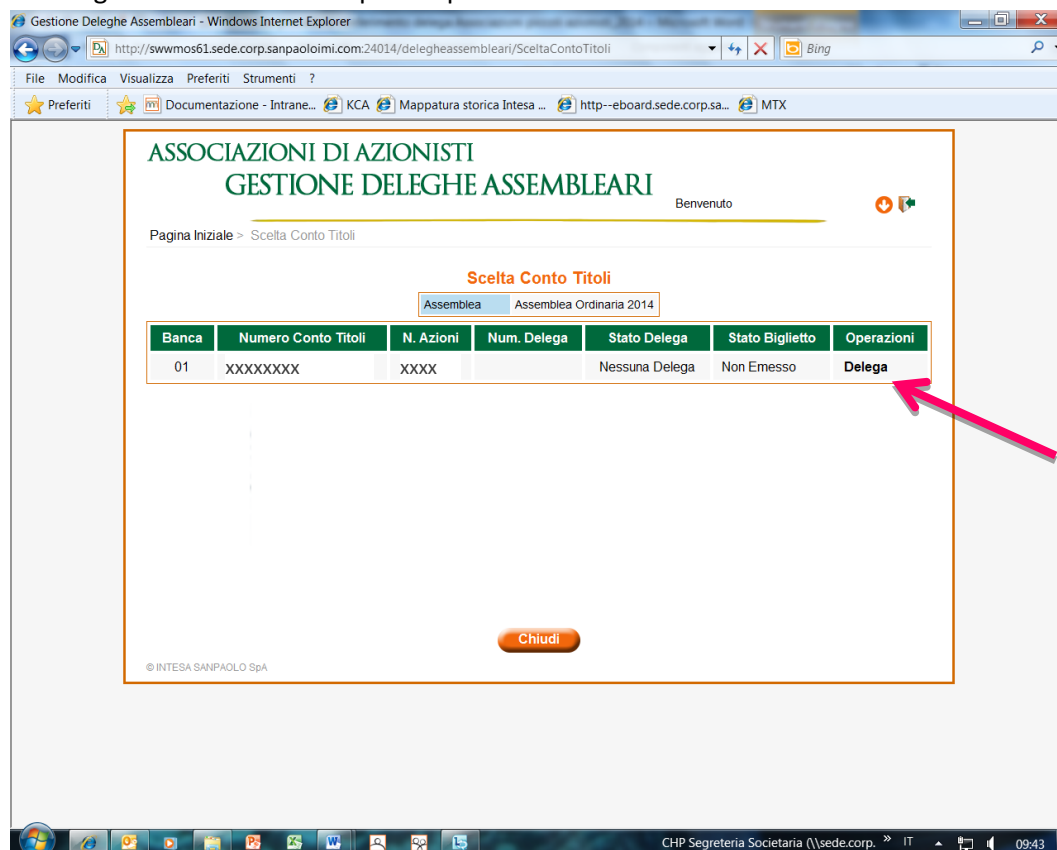 Gestione Deleghe Assembleari - Windows Internet Explorer
http://swwmos61.sede.corp.sanpaoloimi.com:24014/delegheassembleari/SceltaContoTitoli
Bing
File Modifica Visualizza Preferiti Strumenti ?
Preferiti Documentazione - Intrane... KCA Mappatura storica Intesa ... http--eboard.sede.corp.sa... MTX
ASSOCIAZIONI DI AZIONISTI
GESTIONE DELEGHE ASSEMBLEARI
Benvenuto
Pagina Iniziale > Scelta Conto Titoli
Scelta Conto Titoli
Assemblea Assemblea Ordinaria 2014
Banca Numero Conto Titoli N. Azioni Num. Delega Stato Delega Stato Biglietto Operazioni
01 XXXXXXXX XXXX Nessuna Delega Non Emesso Delega
Chiudi
© INTESA SANPAOLO SpA
CHP Segreteria Societaria (\\sede.corp. » IT 09:43